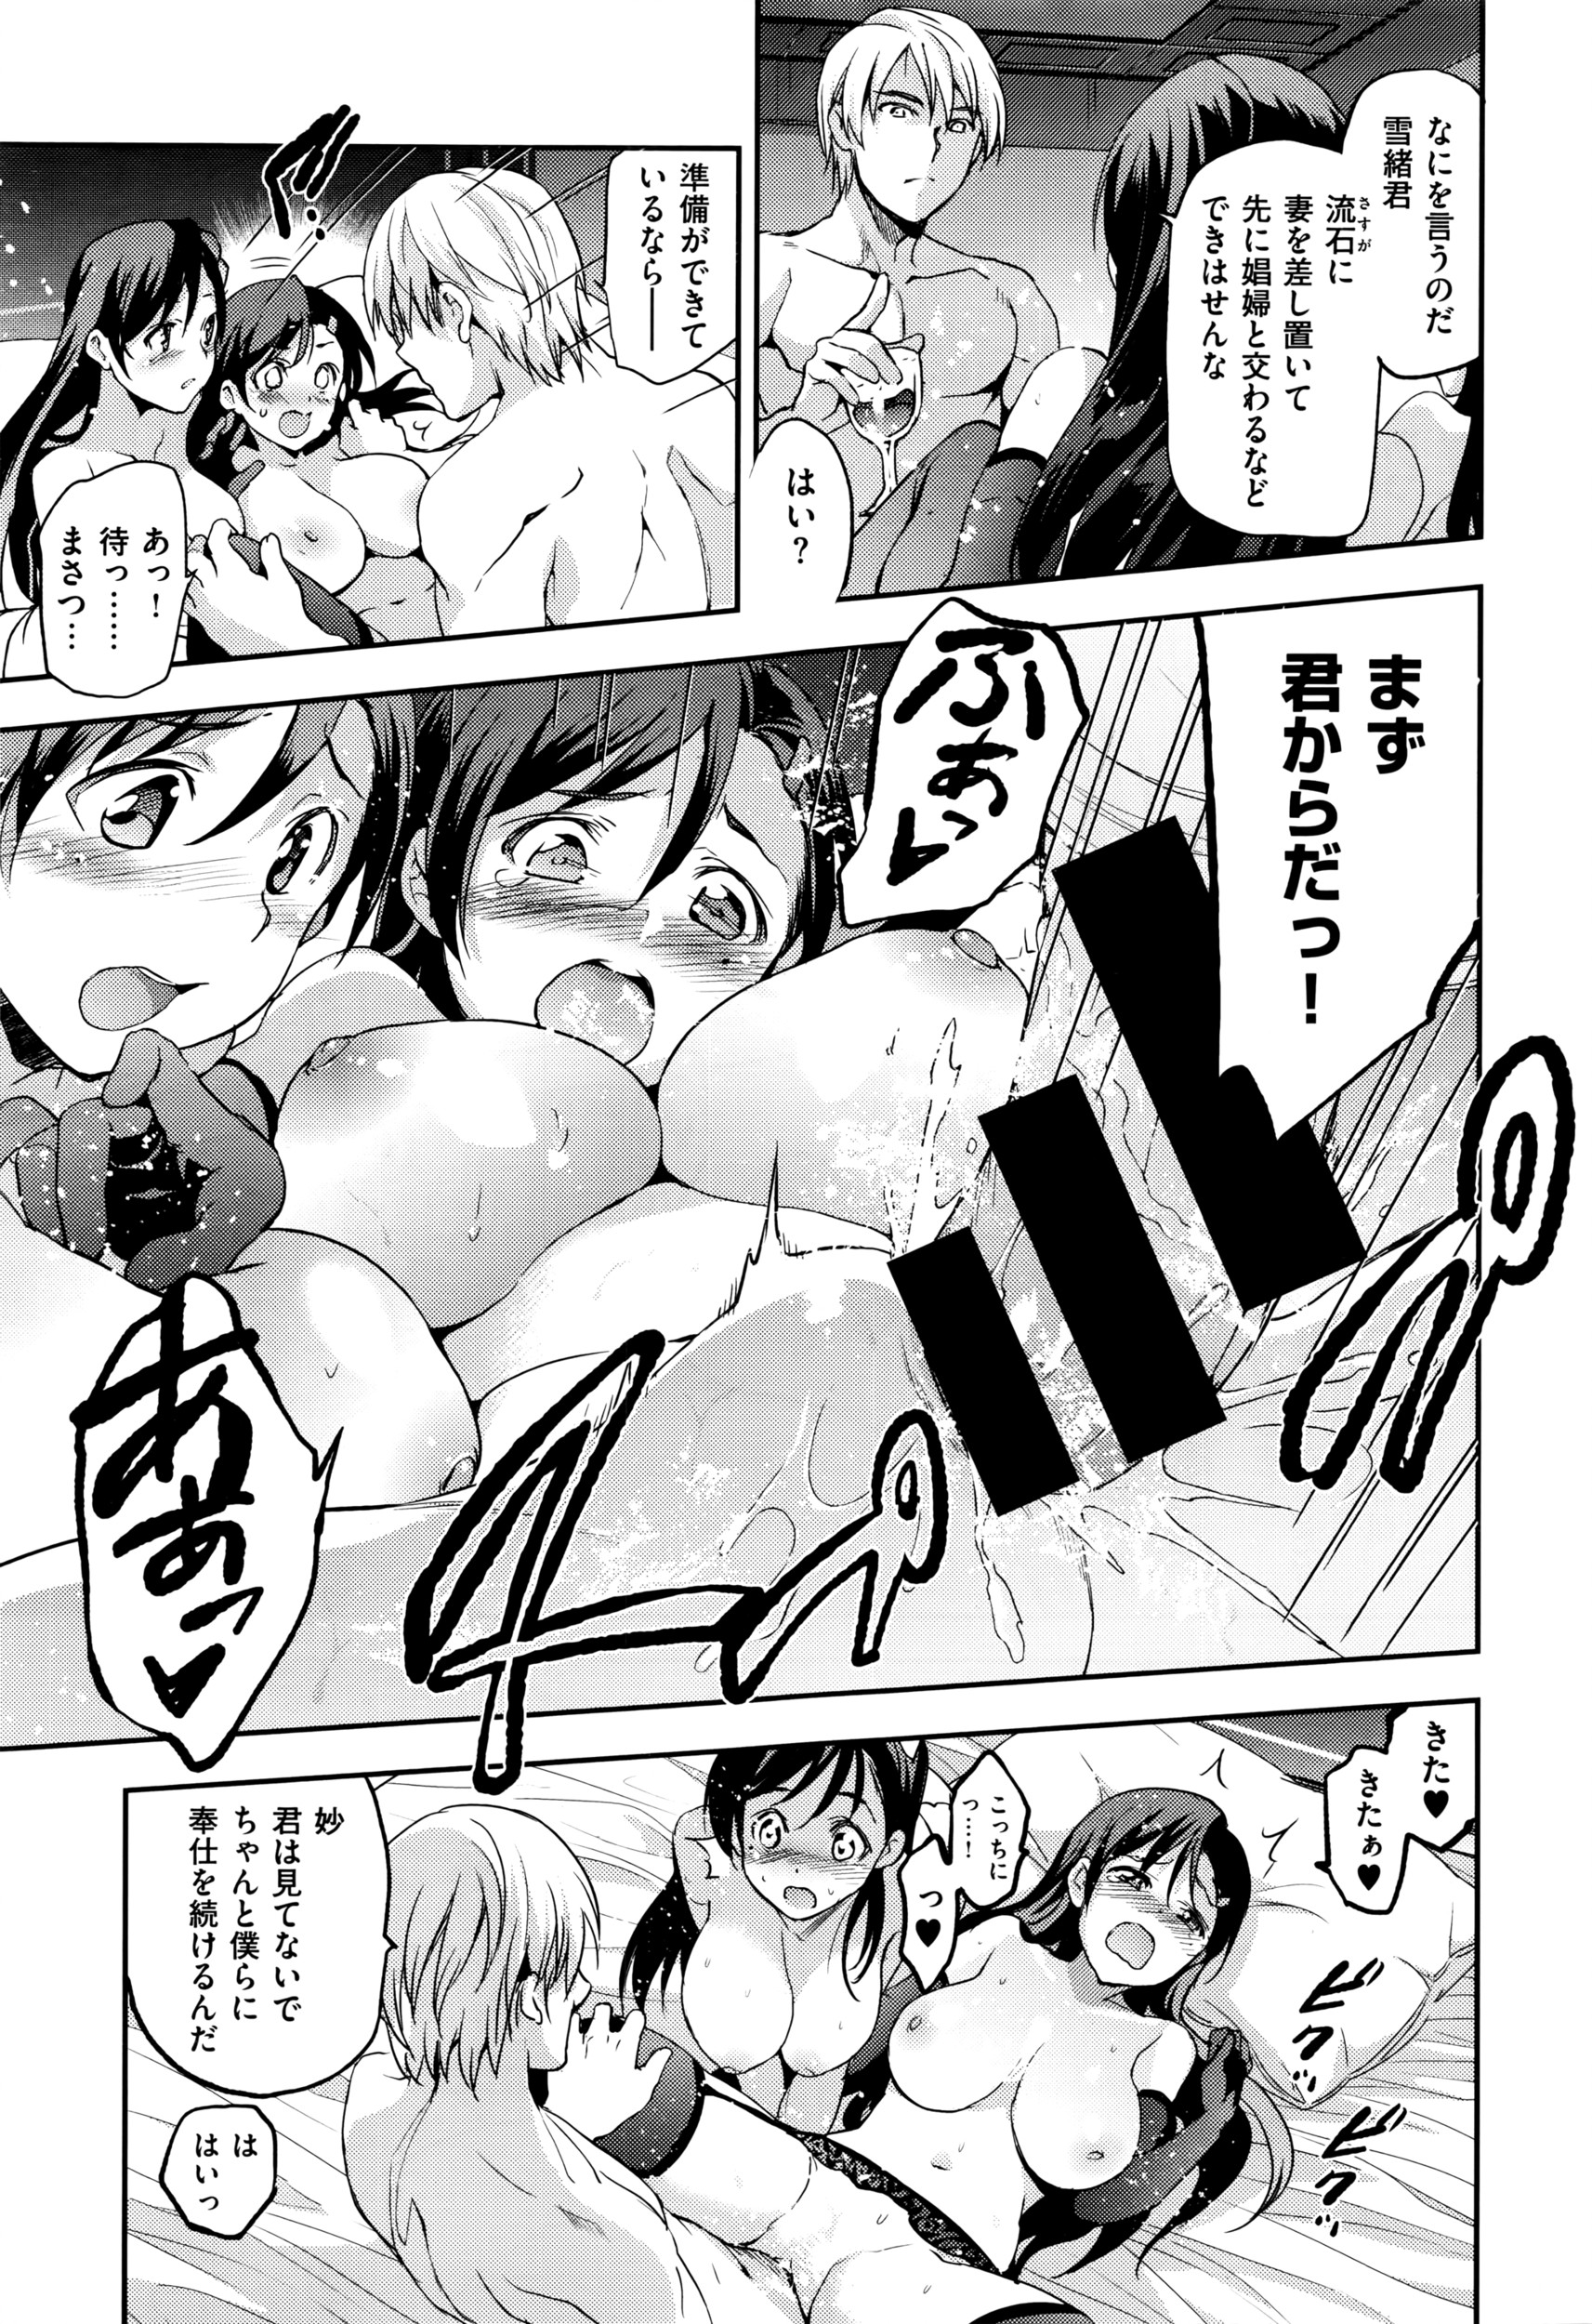 なにを言うのだ
雪緒君
流石に
さすが
妻を差し置いて
先に娼婦と交わるなど
できはせんな
はい?
準備ができて
いるなら――
あっ!
待っ……
まさつ…
まず
君からだっ!
ふあぁっ♥
あぁっ♥
きた♥
きたぁ♥
こっちに
っ…!
っ♥
ビクッ
ビクッ
妙
君は見てないで
ちゃんと僕らに
奉仕を続けるんだ
は
はいっ